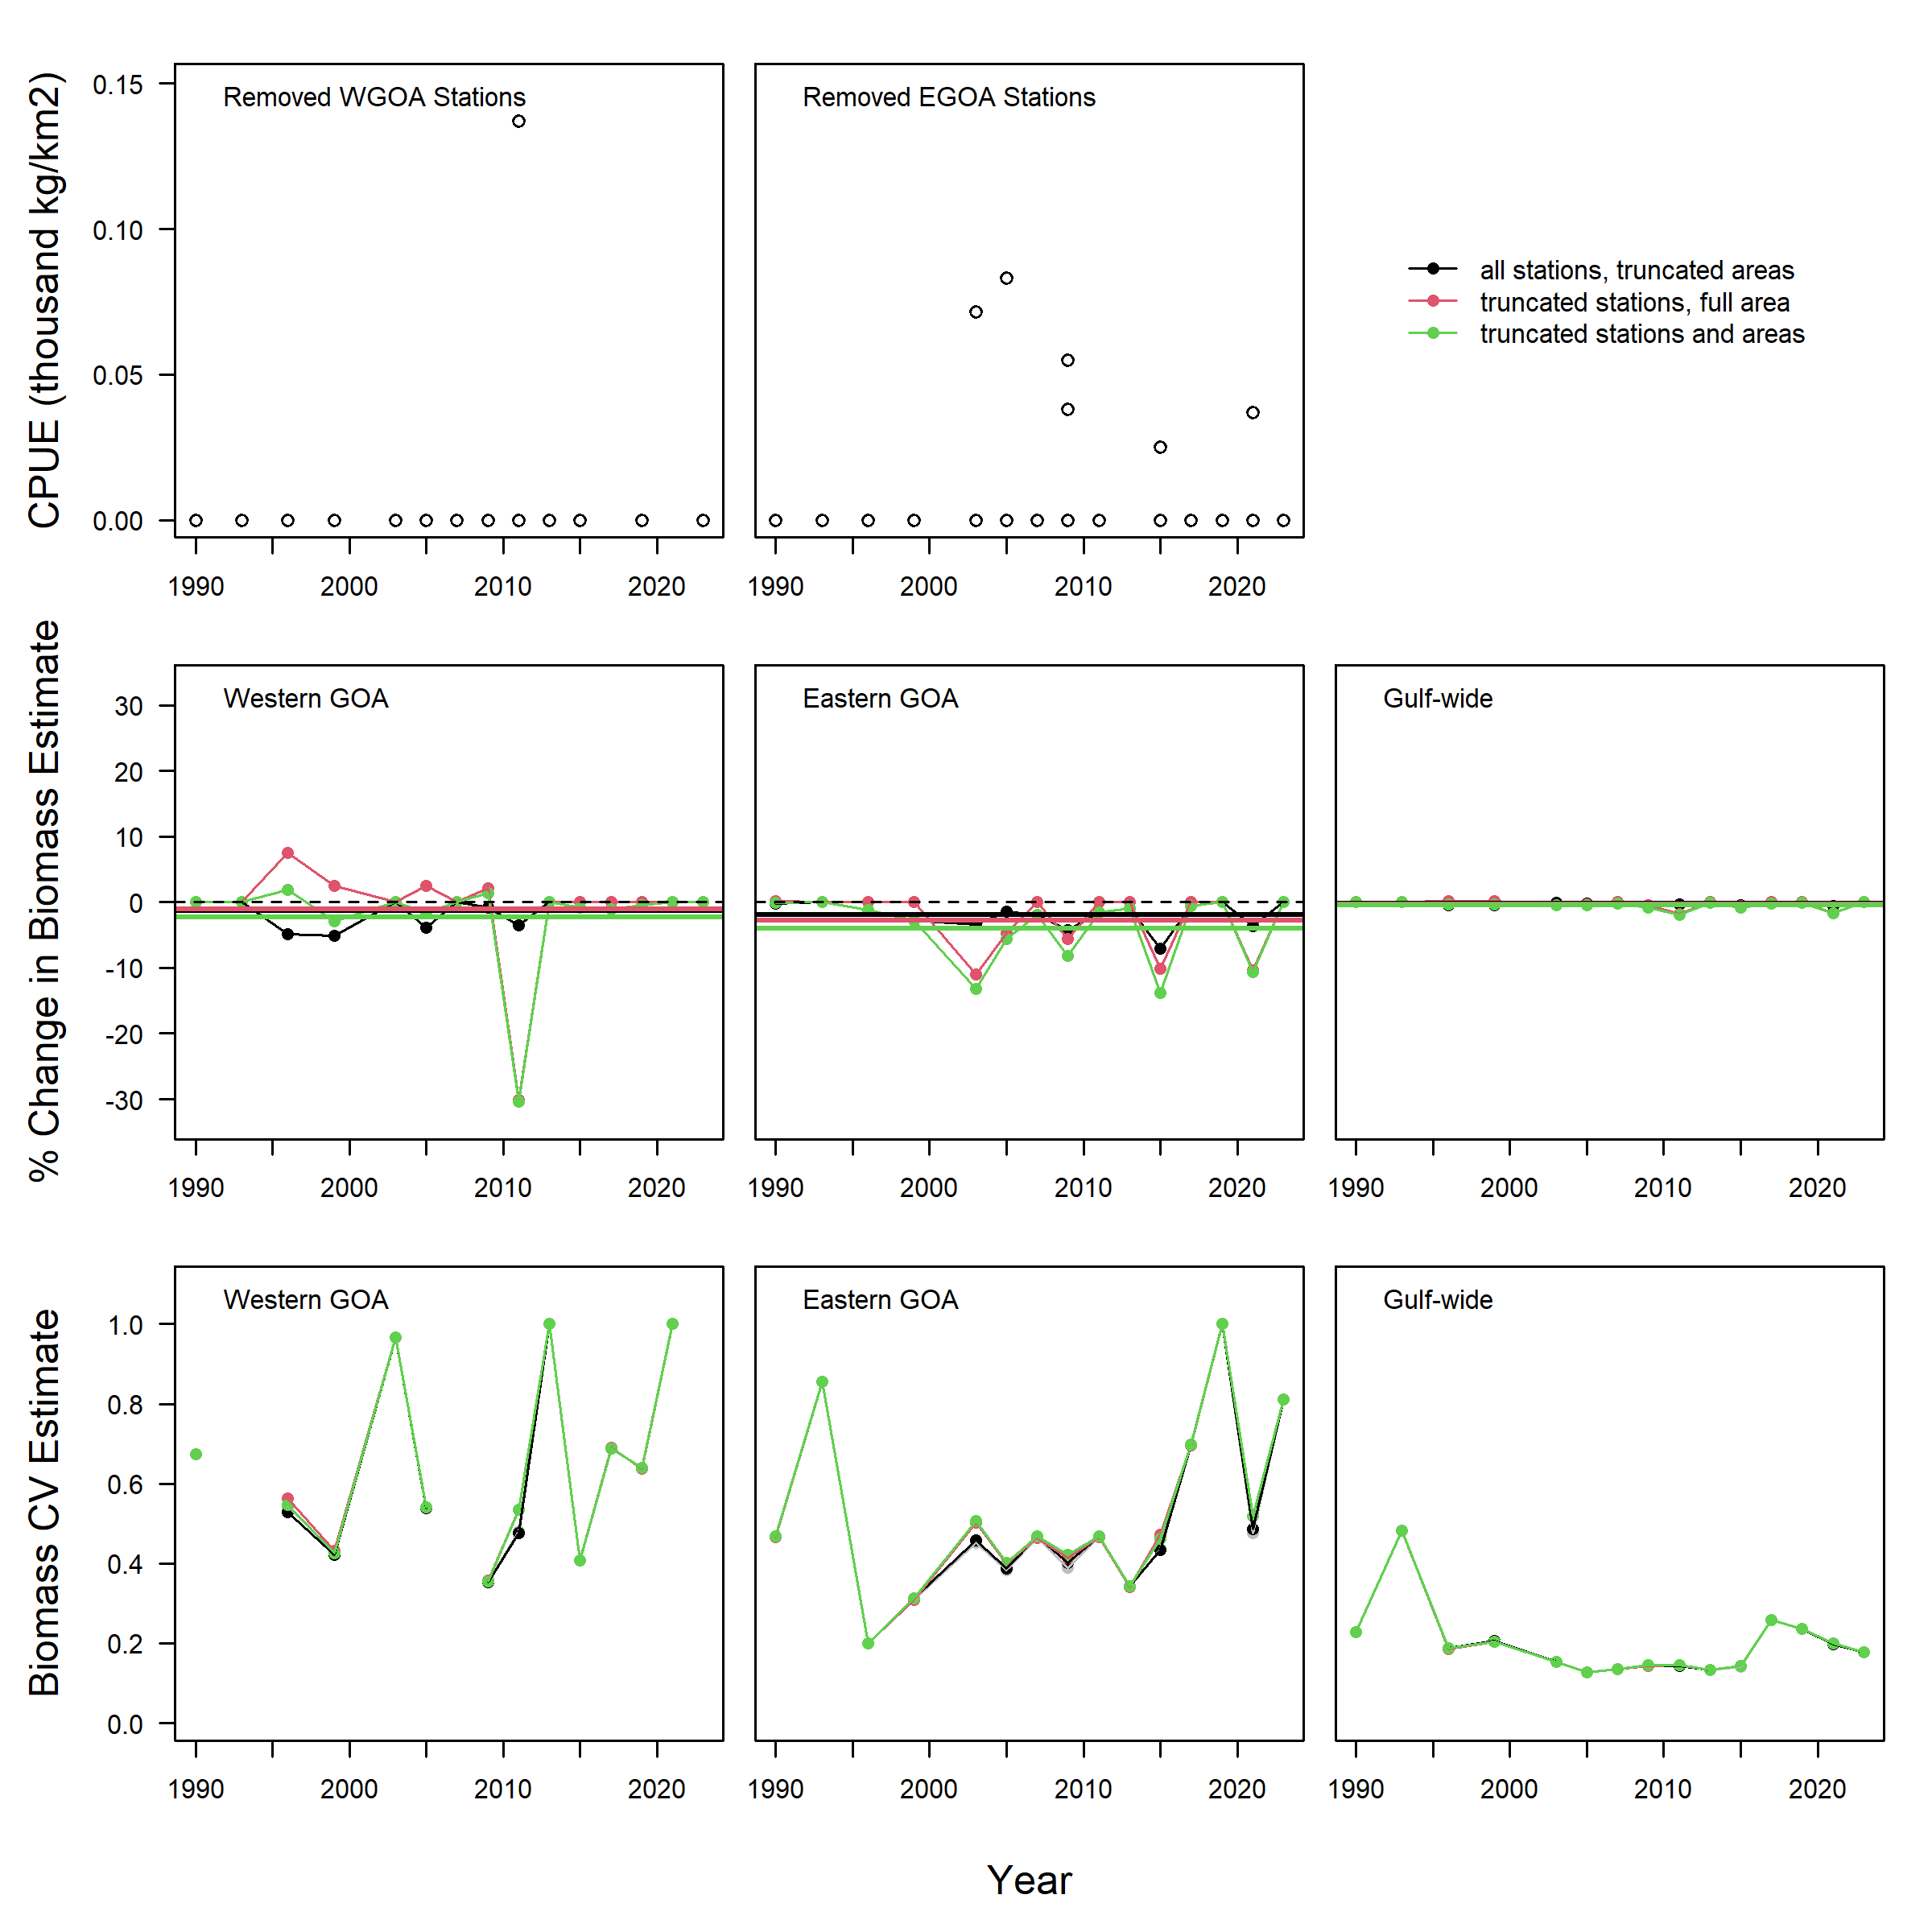 CPUE (thousand kg/km2)
0.15
0.10
0.05
0.00
Removed WGOA Stations
1990 2000 2010 2020
Removed EGOA Stations
1990 2000 2010 2020
all stations, truncated areas
truncated stations, full area
truncated stations and areas
% Change in Biomass Estimate
30
20
10
0
-10
-20
-30
Western GOA
1990 2000 2010 2020
Eastern GOA
1990 2000 2010 2020
Gulf-wide
1990 2000 2010 2020
Biomass CV Estimate
1.0
0.8
0.6
0.4
0.2
0.0
Western GOA
1990 2000 2010 2020
Eastern GOA
1990 2000 2010 2020
Gulf-wide
1990 2000 2010 2020
Year